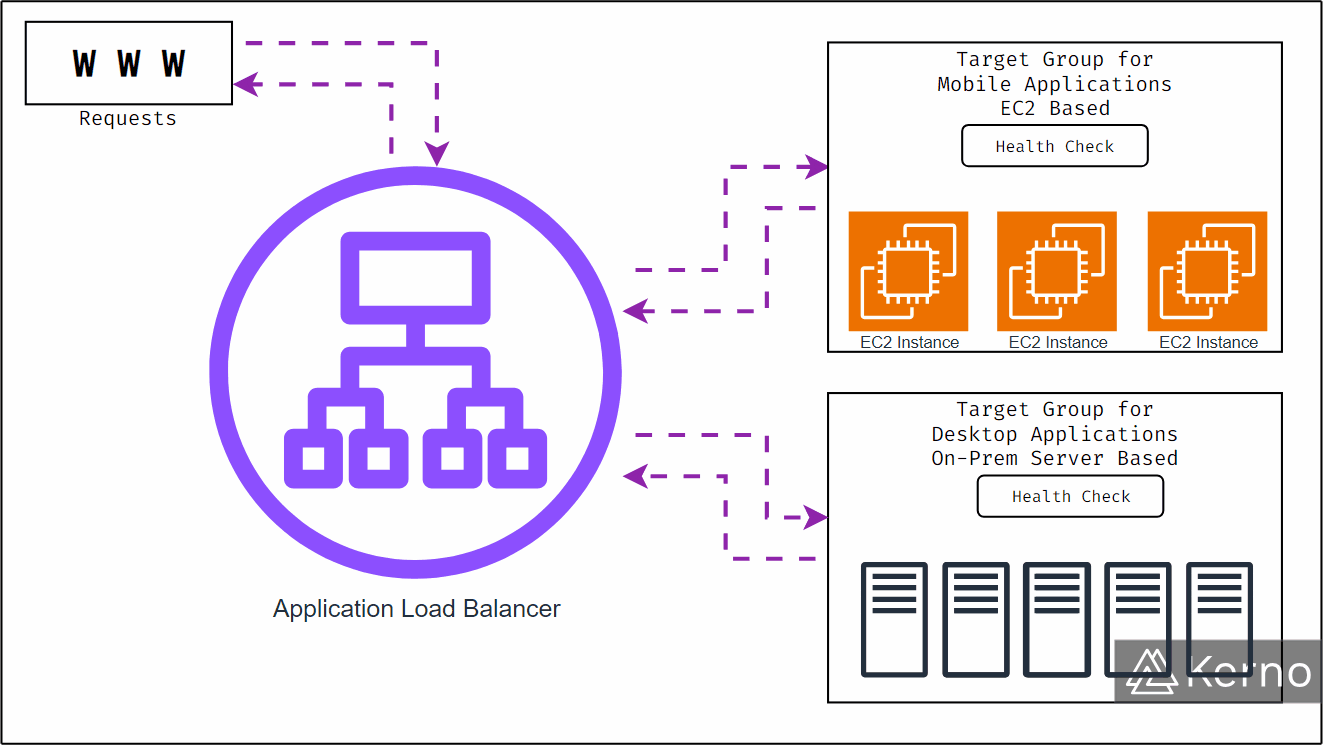 W W W
Requests
Application Load Balancer
Target Group for
Mobile Applications
EC2 Based
Health Check
EC2 Instance
EC2 Instance
EC2 Instance
Target Group for
Desktop Applications
On-Prem Server Based
Health Check
Kerno